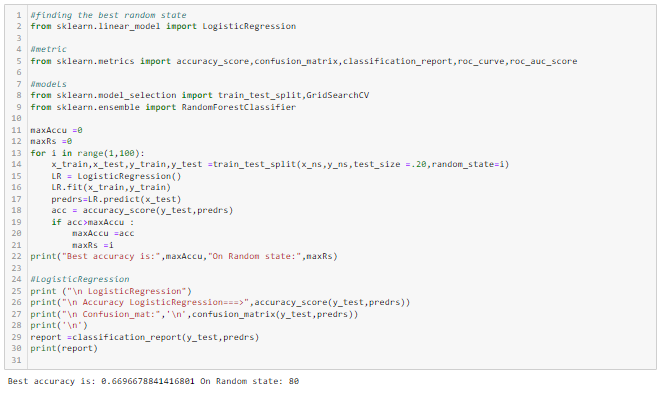 1 #finding the best random state
2 from sklearn.linear_model import LogisticRegression
3
4 #metric
5 from sklearn.metrics import accuracy_score,confusion_matrix,classification_report,roc_curve,roc_auc_score
6
7 #models
8 from sklearn.model_selection import train_test_split,GridSearchCV
9 from sklearn.ensemble import RandomForestClassifier
10
11 maxAccu =0
12 maxRs =0
13 for i in range(1,100):
14     x_train,x_test,y_train,y_test =train_test_split(x_ns,y_ns,test_size =.20,random_state=i)
15     LR = LogisticRegression()
16     LR.fit(x_train,y_train)
17     predrs=LR.predict(x_test)
18     acc = accuracy_score(y_test,predrs)
19     if acc>maxAccu :
20         maxAccu =acc
21         maxRs =i
22 print("Best accuracy is:",maxAccu,"On Random state:",maxRs)
23
24 #LogisticRegression
25 print ("\n LogisticRegression")
26 print("\n Accuracy LogisticRegression===>",accuracy_score(y_test,predrs))
27 print("\n Confusion_mat:",'\n',confusion_matrix(y_test,predrs))
28 print('\n')
29 report =classification_report(y_test,predrs)
30 print(report)
31
Best accuracy is: 0.6696678841416801 On Random state: 80